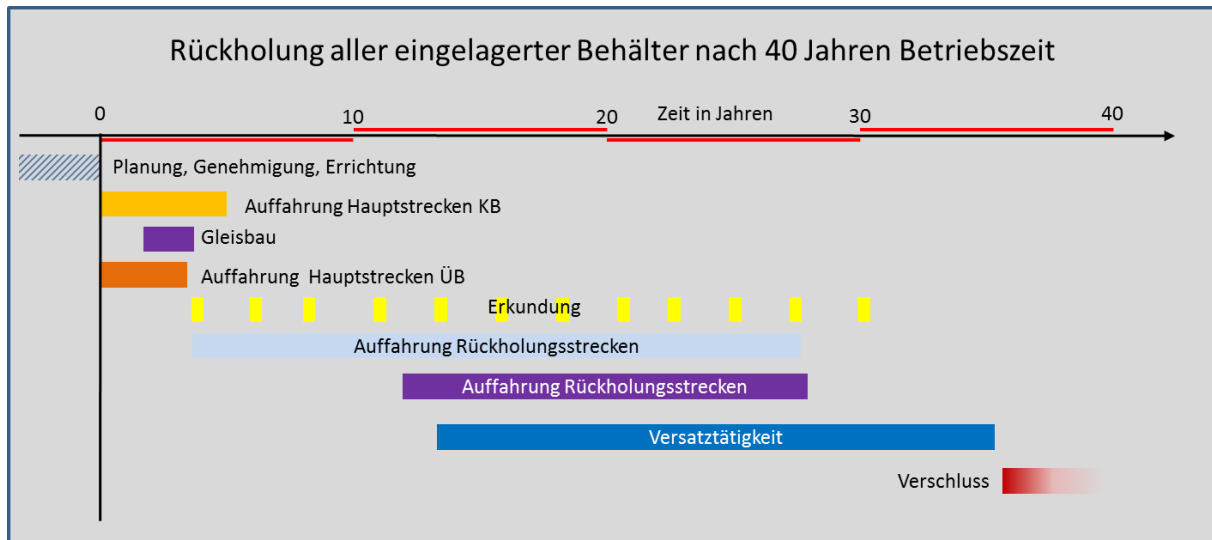 Rückholung aller eingelagerter Behälter nach 40 Jahren Betriebszeit
0 10 20 Zeit in Jahren 30 40
Planung, Genehmigung, Errichtung
Auffahrung Hauptstrecken KB
Gleisbau
Auffahrung Hauptstrecken ÜB
Erkundung
Auffahrung Rückholungsstrecken
Auffahrung Rückholungsstrecken
Versatztätigkeit
Verschluss